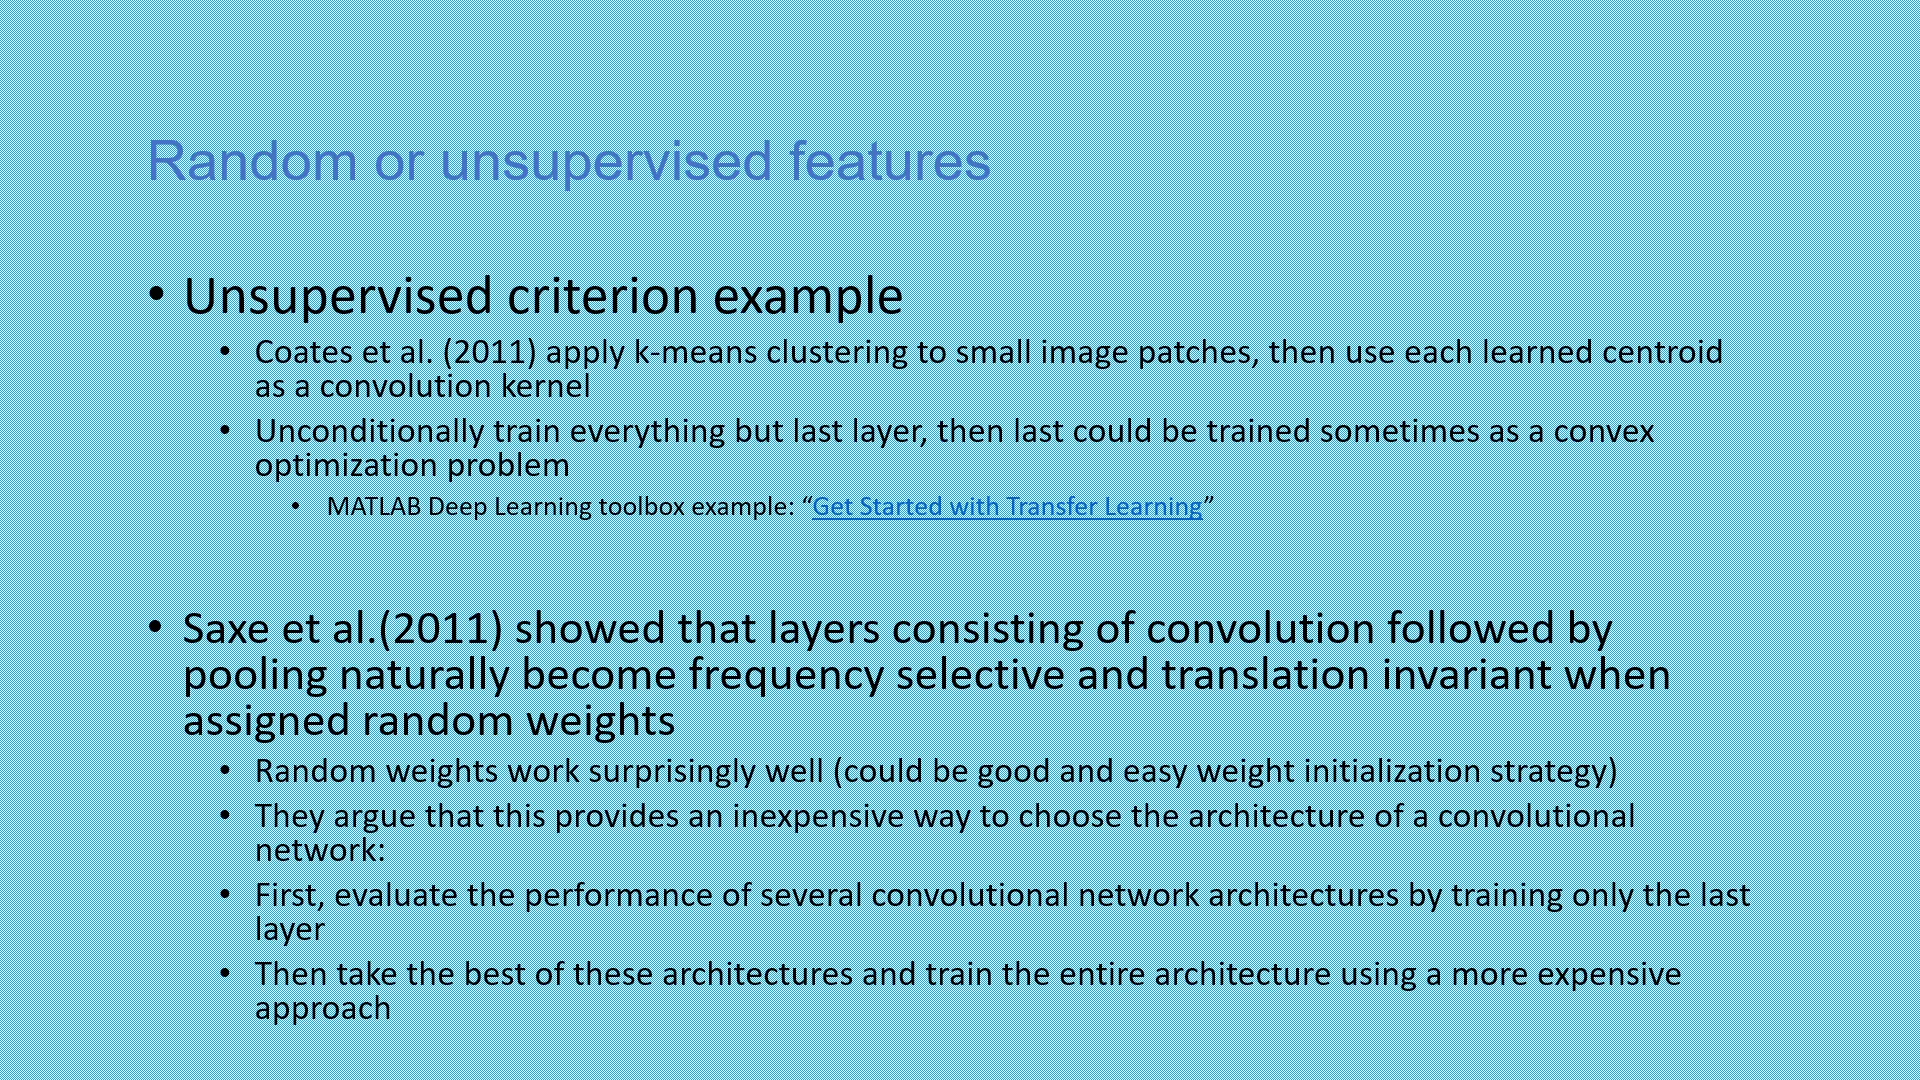 Random or unsupervised features
• Unsupervised criterion example
• Coates et al. (2011) apply k-means clustering to small image patches, then use each learned centroid
as a convolution kernel
• Unconditionally train everything but last layer, then last could be trained sometimes as a convex
optimization problem
• MATLAB Deep Learning toolbox example: “Get Started with Transfer Learning”
• Saxe et al.(2011) showed that layers consisting of convolution followed by
pooling naturally become frequency selective and translation invariant when
assigned random weights
• Random weights work surprisingly well (could be good and easy weight initialization strategy)
• They argue that this provides an inexpensive way to choose the architecture of a convolutional
network:
• First, evaluate the performance of several convolutional network architectures by training only the last
layer
• Then take the best of these architectures and train the entire architecture using a more expensive
approach